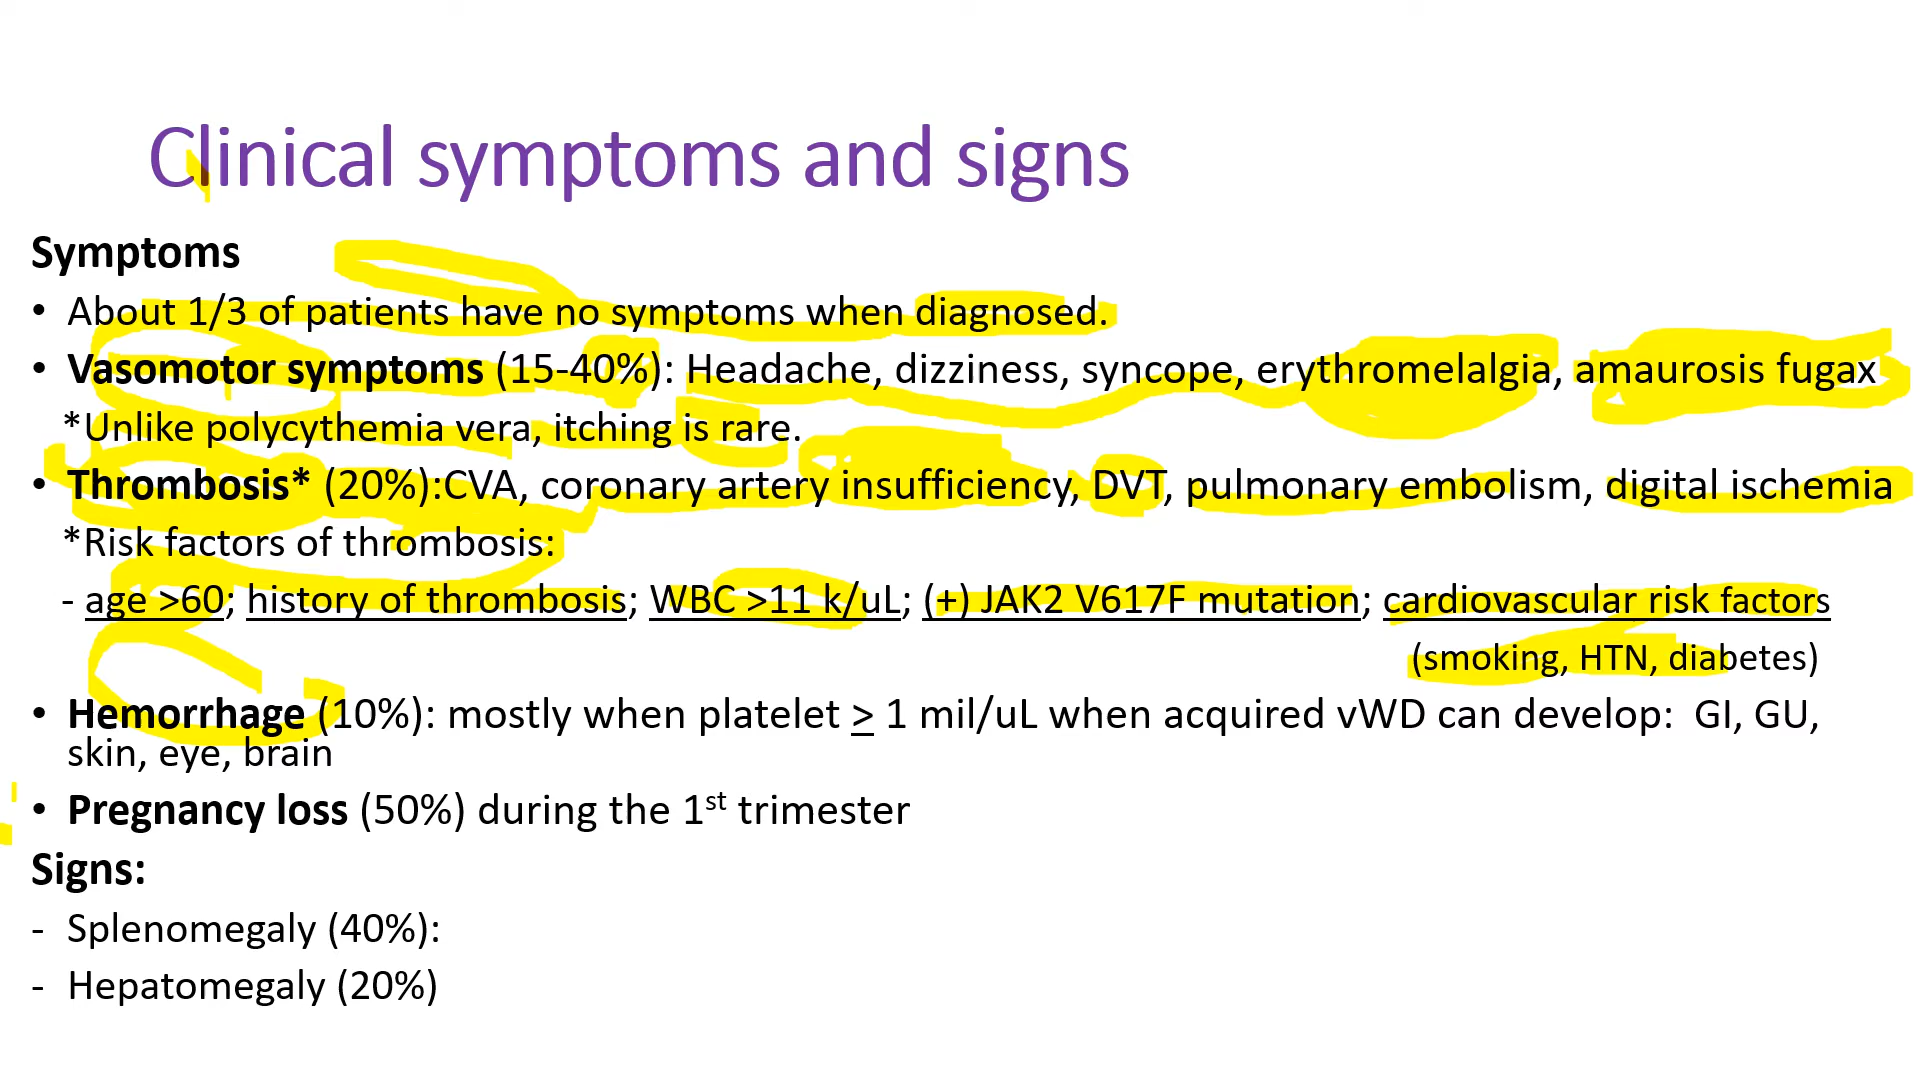 Clinical symptoms and signs
Symptoms
• About 1/3 of patients have no symptoms when diagnosed.
• Vasomotor symptoms (15-40%): Headache, dizziness, syncope, erythromelalgia, amaurosis fugax
*Unlike polycythemia vera, itching is rare.
• Thrombosis* (20%):CVA, coronary artery insufficiency, DVT, pulmonary embolism, digital ischemia
*Risk factors of thrombosis:
- age >60; history of thrombosis; WBC >11 k/uL; (+) JAK2 V617F mutation; cardiovascular risk factors
(smoking, HTN, diabetes)
• Hemorrhage (10%): mostly when platelet ≥ 1 mil/uL when acquired vWD can develop: GI, GU,
skin, eye, brain
• Pregnancy loss (50%) during the 1st trimester
Signs:
- Splenomegaly (40%):
- Hepatomegaly (20%)